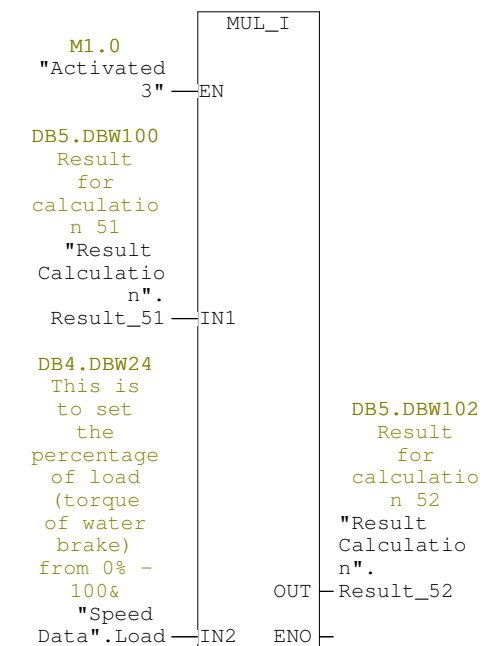 MUL_I
M1.0
"Activated
3"
EN
DB5.DBW100
Result
for
calculatio
n 51
"Result
Calculatio
n".
Result_51
IN1
DB4.DBW24
This is
to set
the
percentage
of load
(torque
of water
brake)
from 0% -
100&
"Speed
Data".Load
IN2
DB5.DBW102
Result
for
calculatio
n 52
"Result
Calculatio
n".
OUT
Result_52
ENO